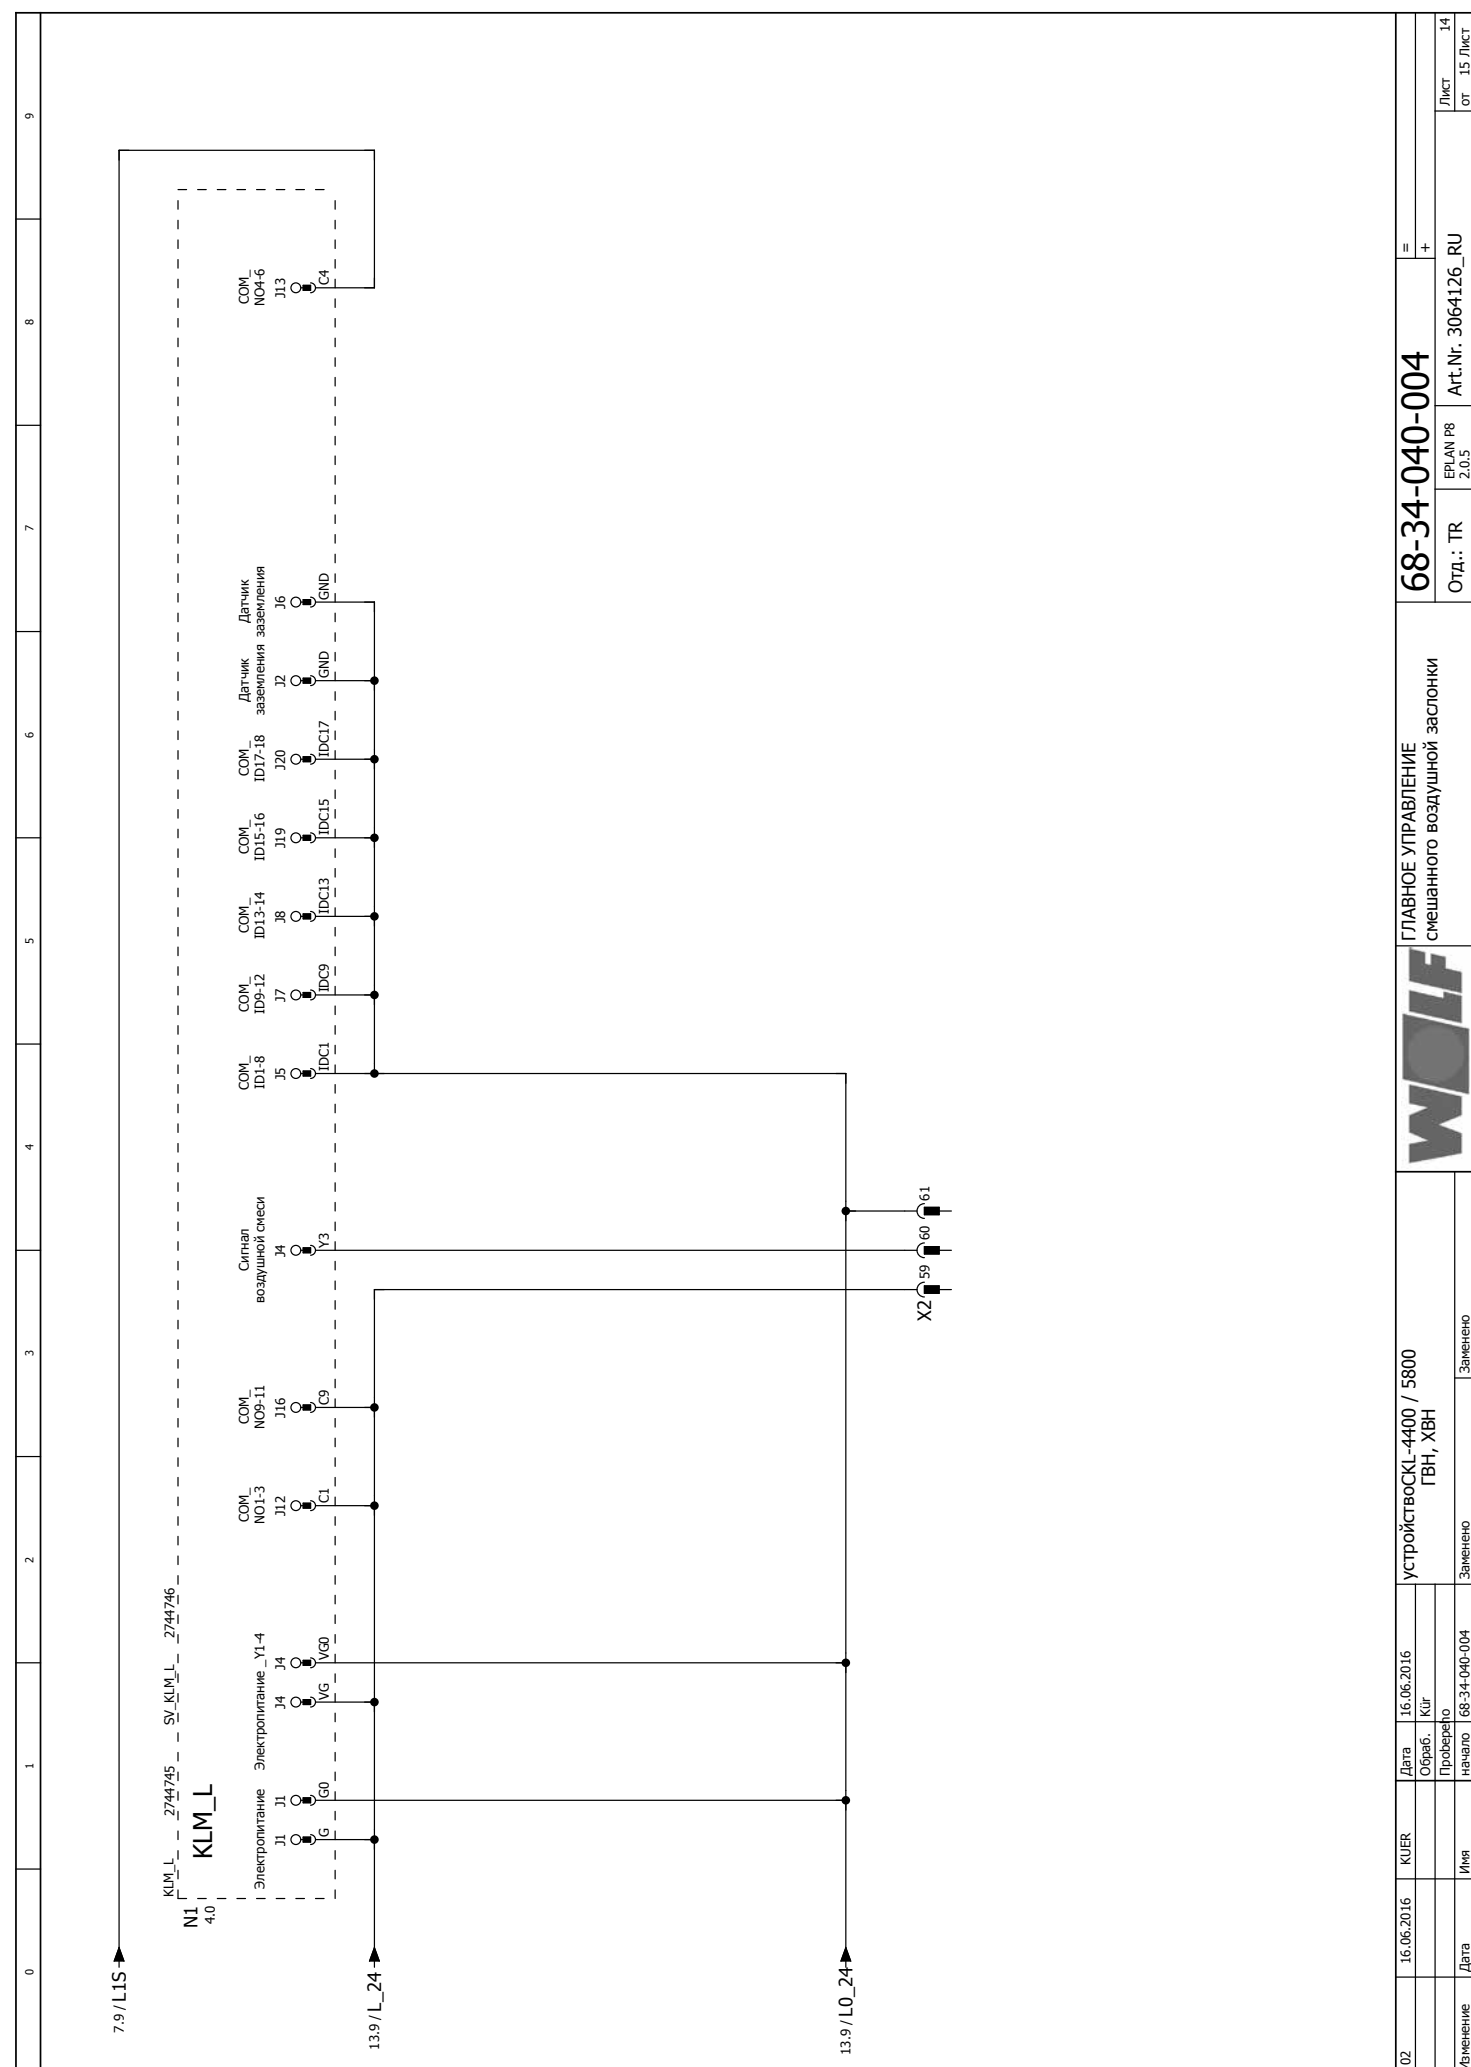 0 1 2 3 4 5 6 7 8 9
7.9 / L1S
KLM_L 2744745 SV_KLM_L 2744746
N1
4.0
KLM_L
Электропитание
J1 G
J1 G0
Электропитание _Y1-4
J4 VG
J4 VG0
COM_
NO1-3
J12 C1
COM_
NO9-11
J16 C9
Сигнал
воздушной смеси
J4 Y3
COM_
ID1-8
J5 IDC1
COM_
ID9-12
J7 IDC9
COM_
ID13-14
J8 IDC13
COM_
ID15-16
J19 IDC15
COM_
ID17-18
J20 IDC17
Датчик
заземления
J2 GND
Датчик
заземления
J6 GND
COM_
NO4-6
J13 C4
13.9 / L_24
13.9 / L0_24
X2 59 60 61
02 16.06.2016 KUER
Изменение Дата Имя
Дата 16.06.2016
Обраб. Kür
Проberеho
начало 68-34-040-004
устройствоCKL-4400 / 5800
ГВН, ХВН
Заменено Заменено
WOLF
ГЛАВНОЕ УПРАВЛЕНИЕ
смешанного воздушной заслонки
68-34-040-004
=
+
Отд.: TR
EPLAN P8
2.0.5
Art.Nr. 3064126_RU
Лист 14
от 15 Лист